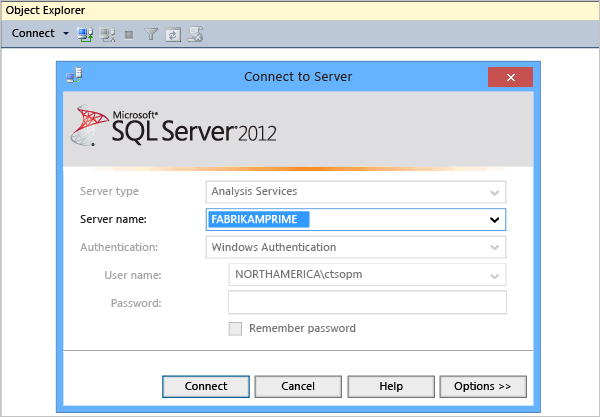 Object Explorer
Connect
Connect to Server
Microsoft®
SQL Server® 2012
Server type
Analysis Services
Server name:
FABRIKAMPRIME
Authentication:
Windows Authentication
User name:
NORTHAMERICA\ctsopm
Password:
Remember password
Connect
Cancel
Help
Options >>